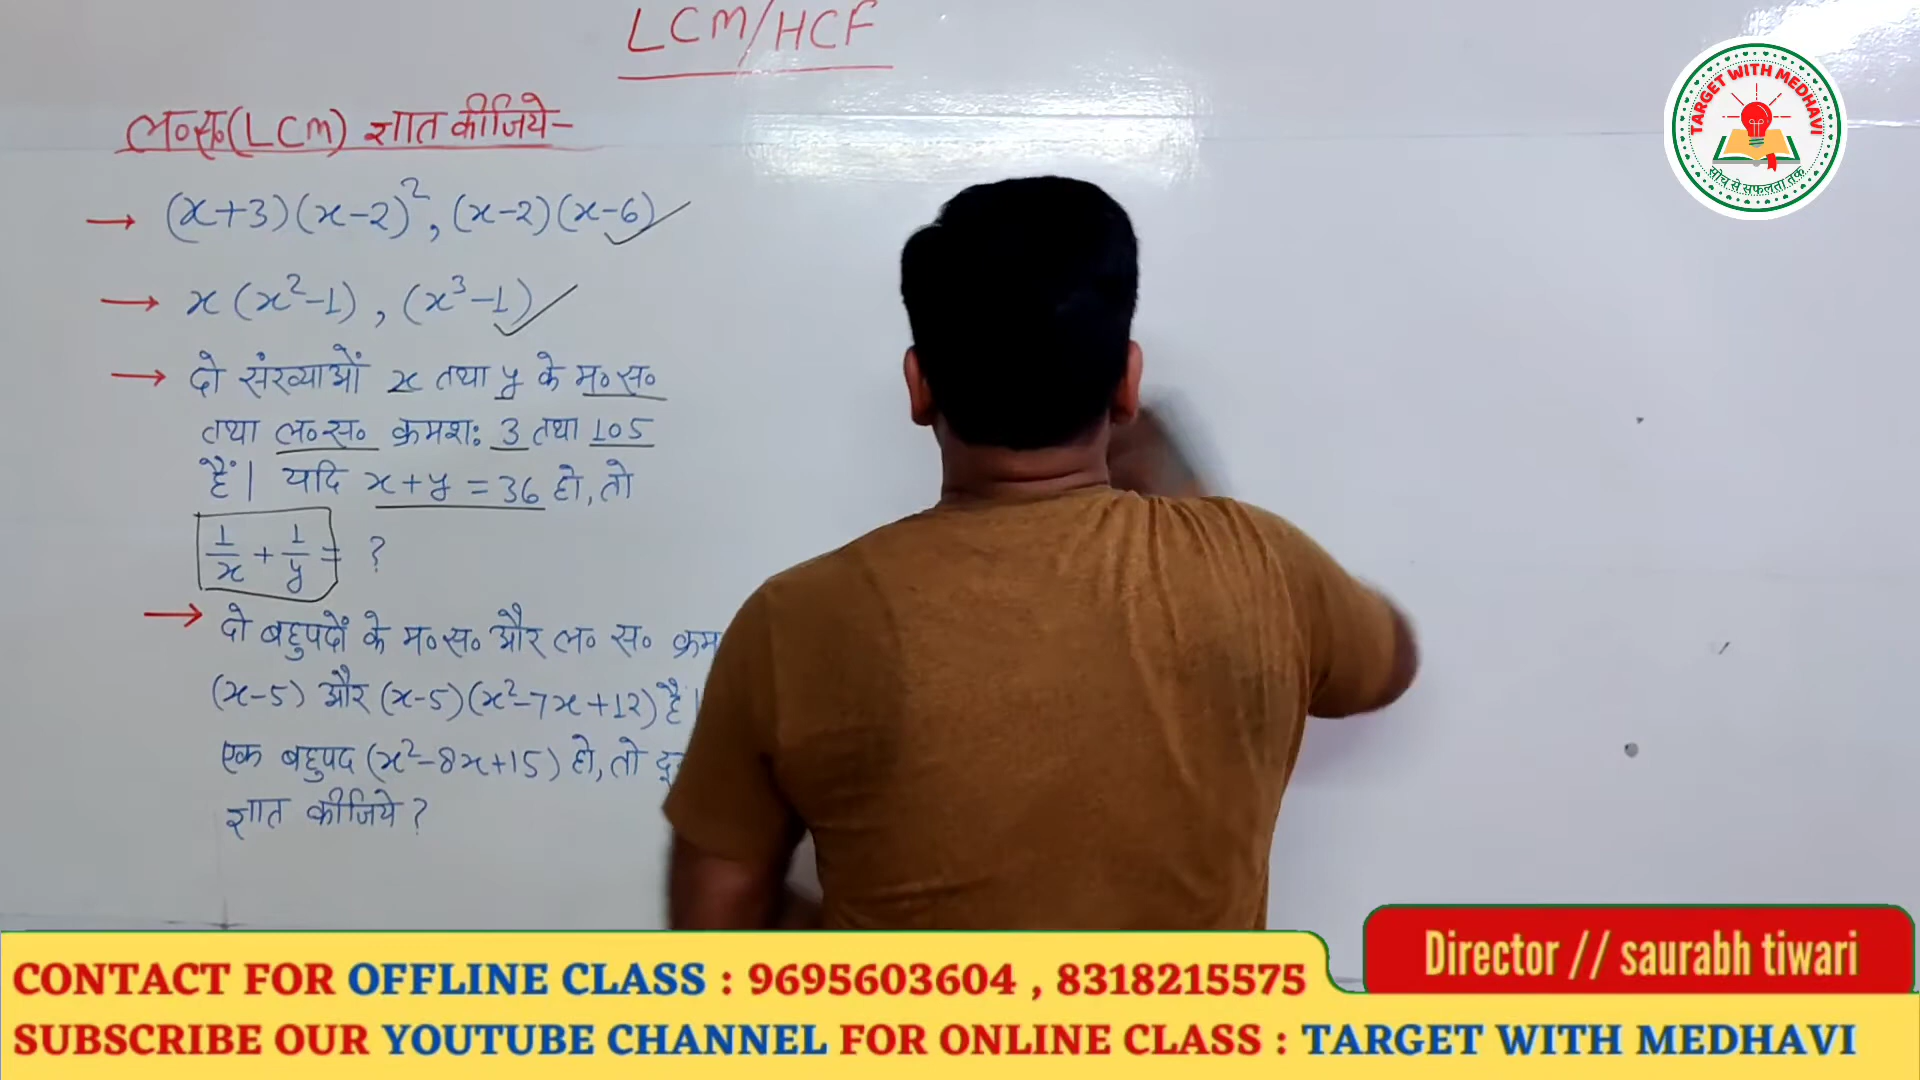 LCM/HCF
ल०स०(LCM) ज्ञात कीजिये-
→ (x+3)(x-2)², (x-2)(x-6)
→ x(x²-1), (x³-1)
→ दो संख्याओं x तथा y के म०स०
तथा ल०स० क्रमशः 3 तथा 105
हैं। यदि x+y=36 हो, तो
1/x + 1/y = ?
→ दो बहुपदों के म०स० और ल० स०
(x-5) और (x-5)(x²-7x+12) है।
एक बहुपद (x²-8x+15) हो, तो
ज्ञात कीजिये?
TARGET WITH MEDHAVI
सोच से सफलता तक
Director // saurabh tiwari
CONTACT FOR OFFLINE CLASS : 9695603604 , 8318215575
SUBSCRIBE OUR YOUTUBE CHANNEL FOR ONLINE CLASS : TARGET WITH MEDHAVI